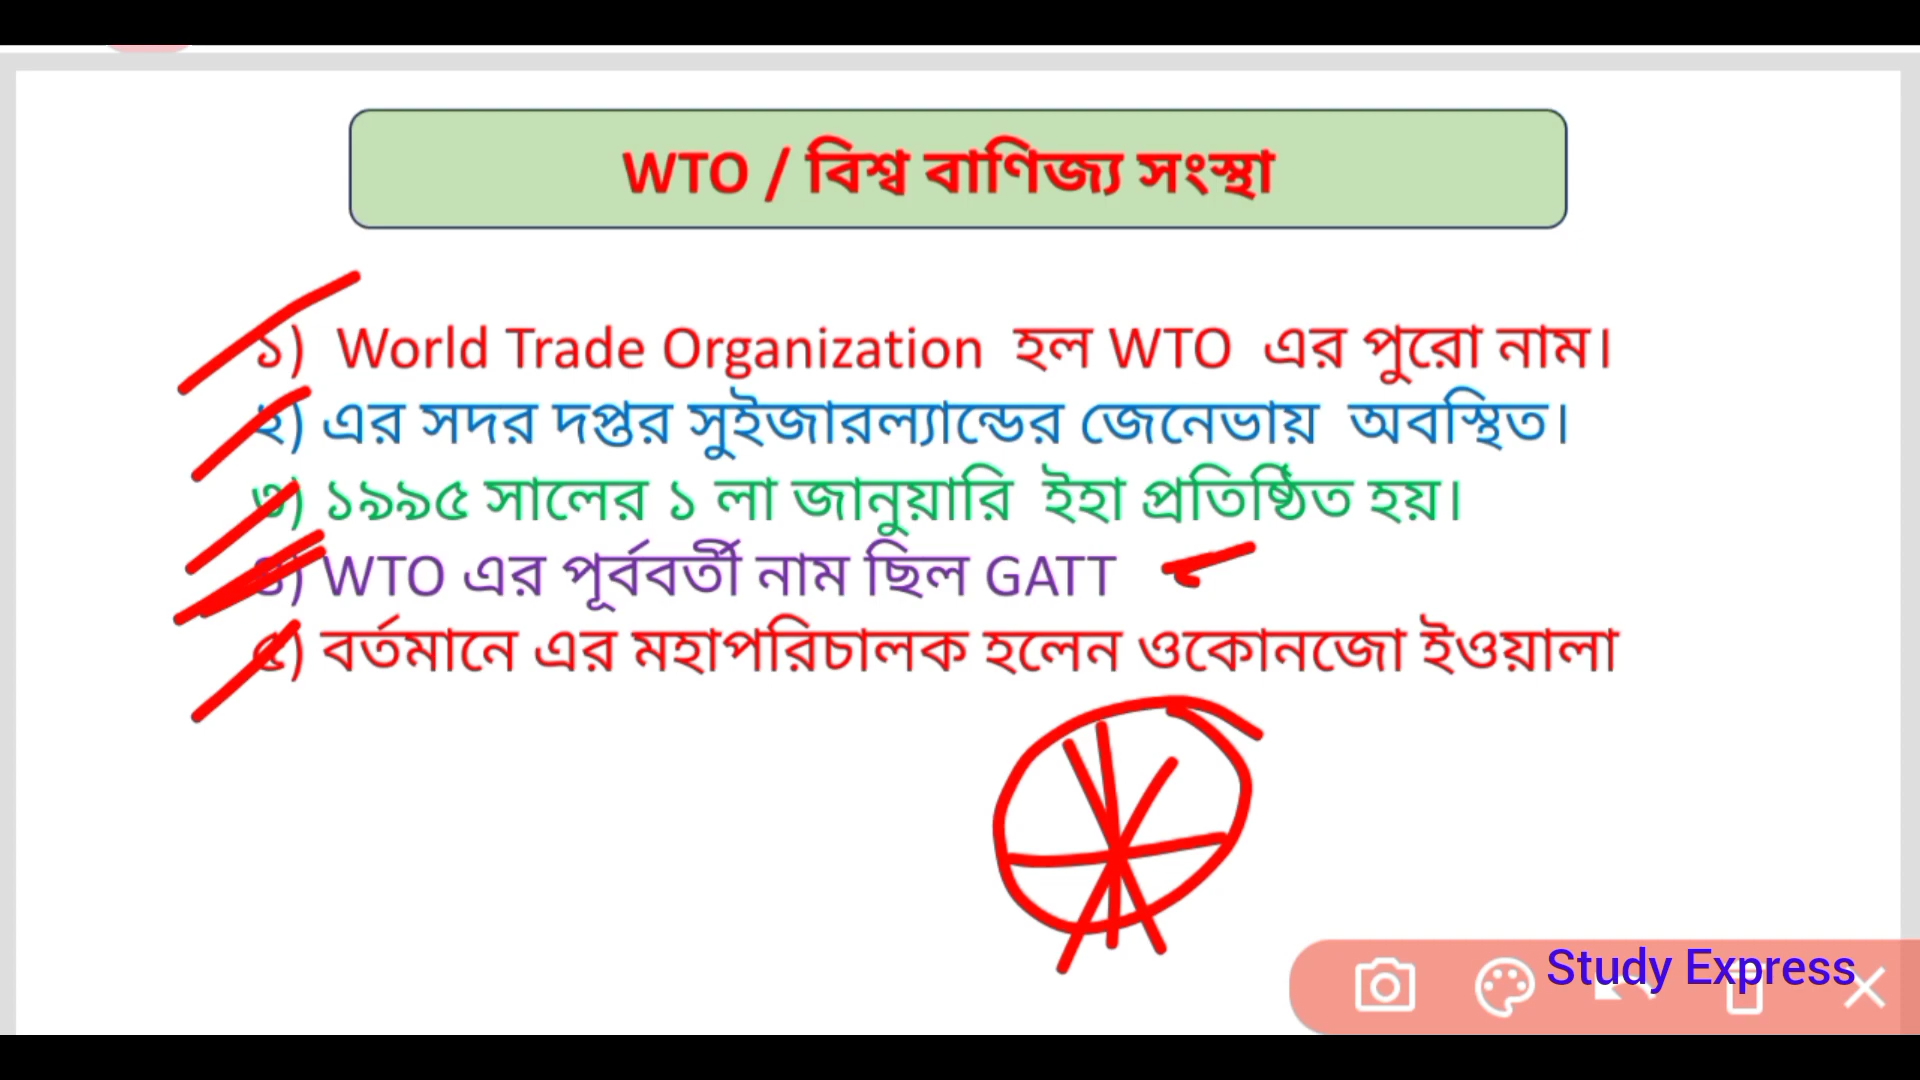 WTO / বিশ্ব বাণিজ্য সংস্থা
১) World Trade Organization হল WTO এর পুরো নাম।
২) এর সদর দপ্তর সুইজারল্যান্ডের জেনেভায় অবস্থিত।
৩) ১৯৯৫ সালের ১ লা জানুয়ারি ইহা প্রতিষ্ঠিত হয়।
৪) WTO এর পূর্ববর্তী নাম ছিল GATT
৫) বর্তমানে এর মহাপরিচালক হলেন ওকোনজো ইওয়ালা
Study Express